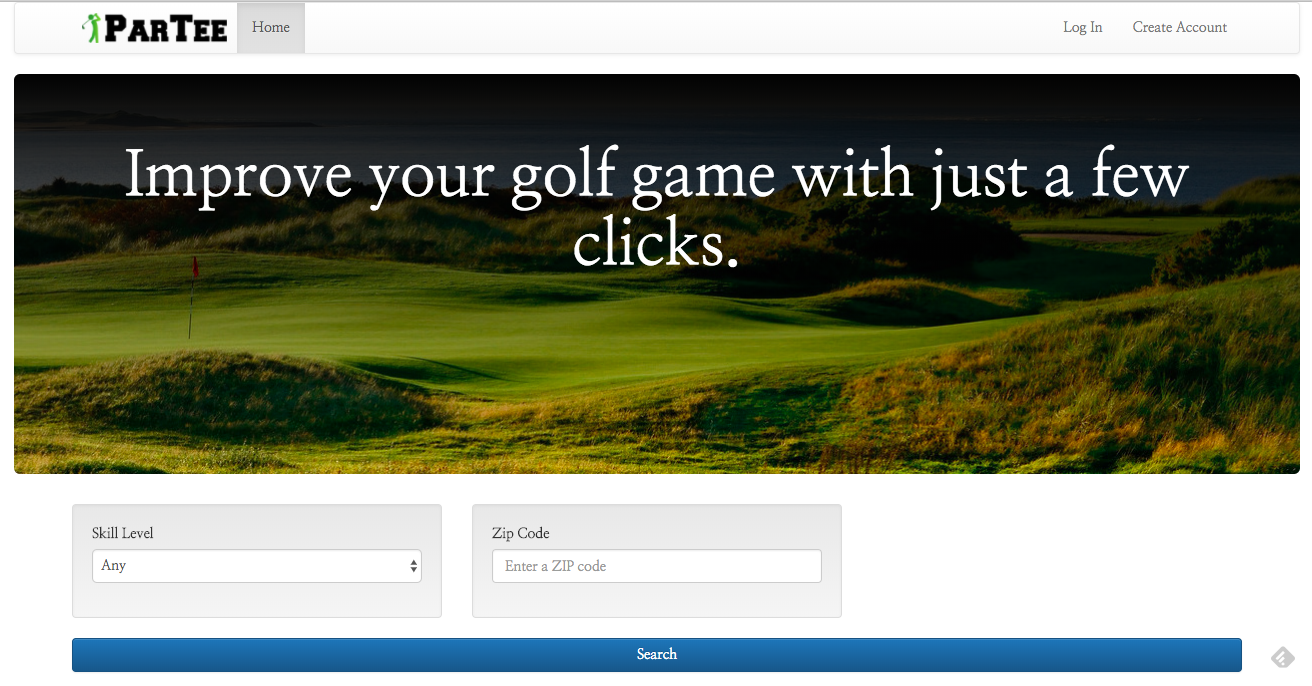 PARTEE
Home
Log In
Create Account
Improve your golf game with just a few
clicks.
Skill Level
Zip Code
Any
Enter a ZIP code
Search